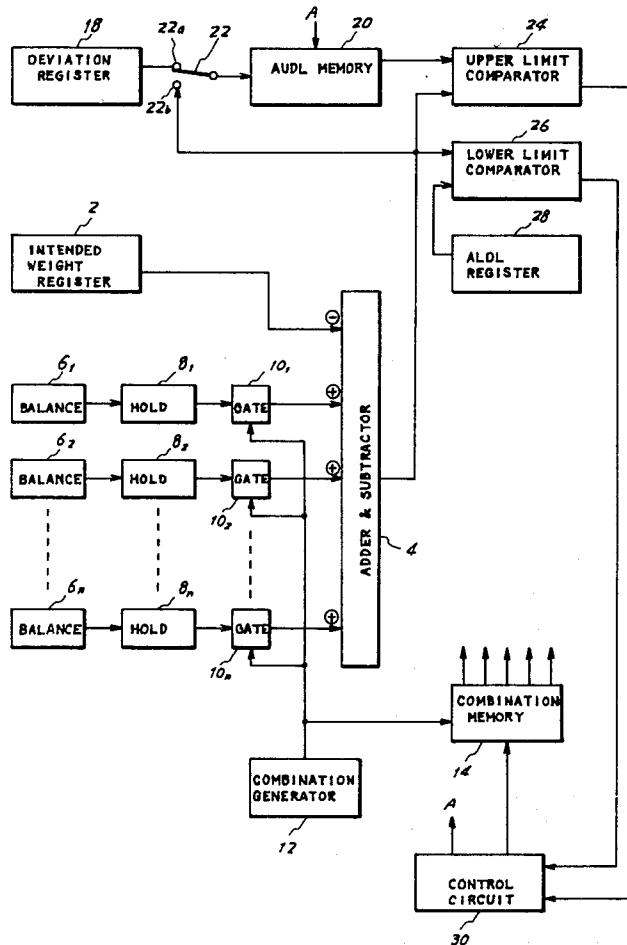 18 22a 22 A 20 24
DEVIATION REGISTER
AUDL MEMORY
UPPER LIMIT COMPARATOR
22b
26
LOWER LIMIT COMPARATOR
2
INTENDED WEIGHT REGISTER
28
ALDL REGISTER
⊖
6₁ 8₁ 10₁
BALANCE HOLD GATE ⊕
6₂ 8₂
BALANCE HOLD GATE ⊕
10₂
ADDER & SUBTRACTOR
4
6n 8n
BALANCE HOLD GATE ⊕
10n
COMBINATION MEMORY
14
COMBINATION GENERATOR
12
A
CONTROL CIRCUIT
30